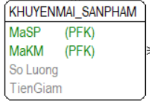 KHUYENMAI_SANPHAM
MaSP (PFK)
MaKM (PFK)
So Luong
TienGiam